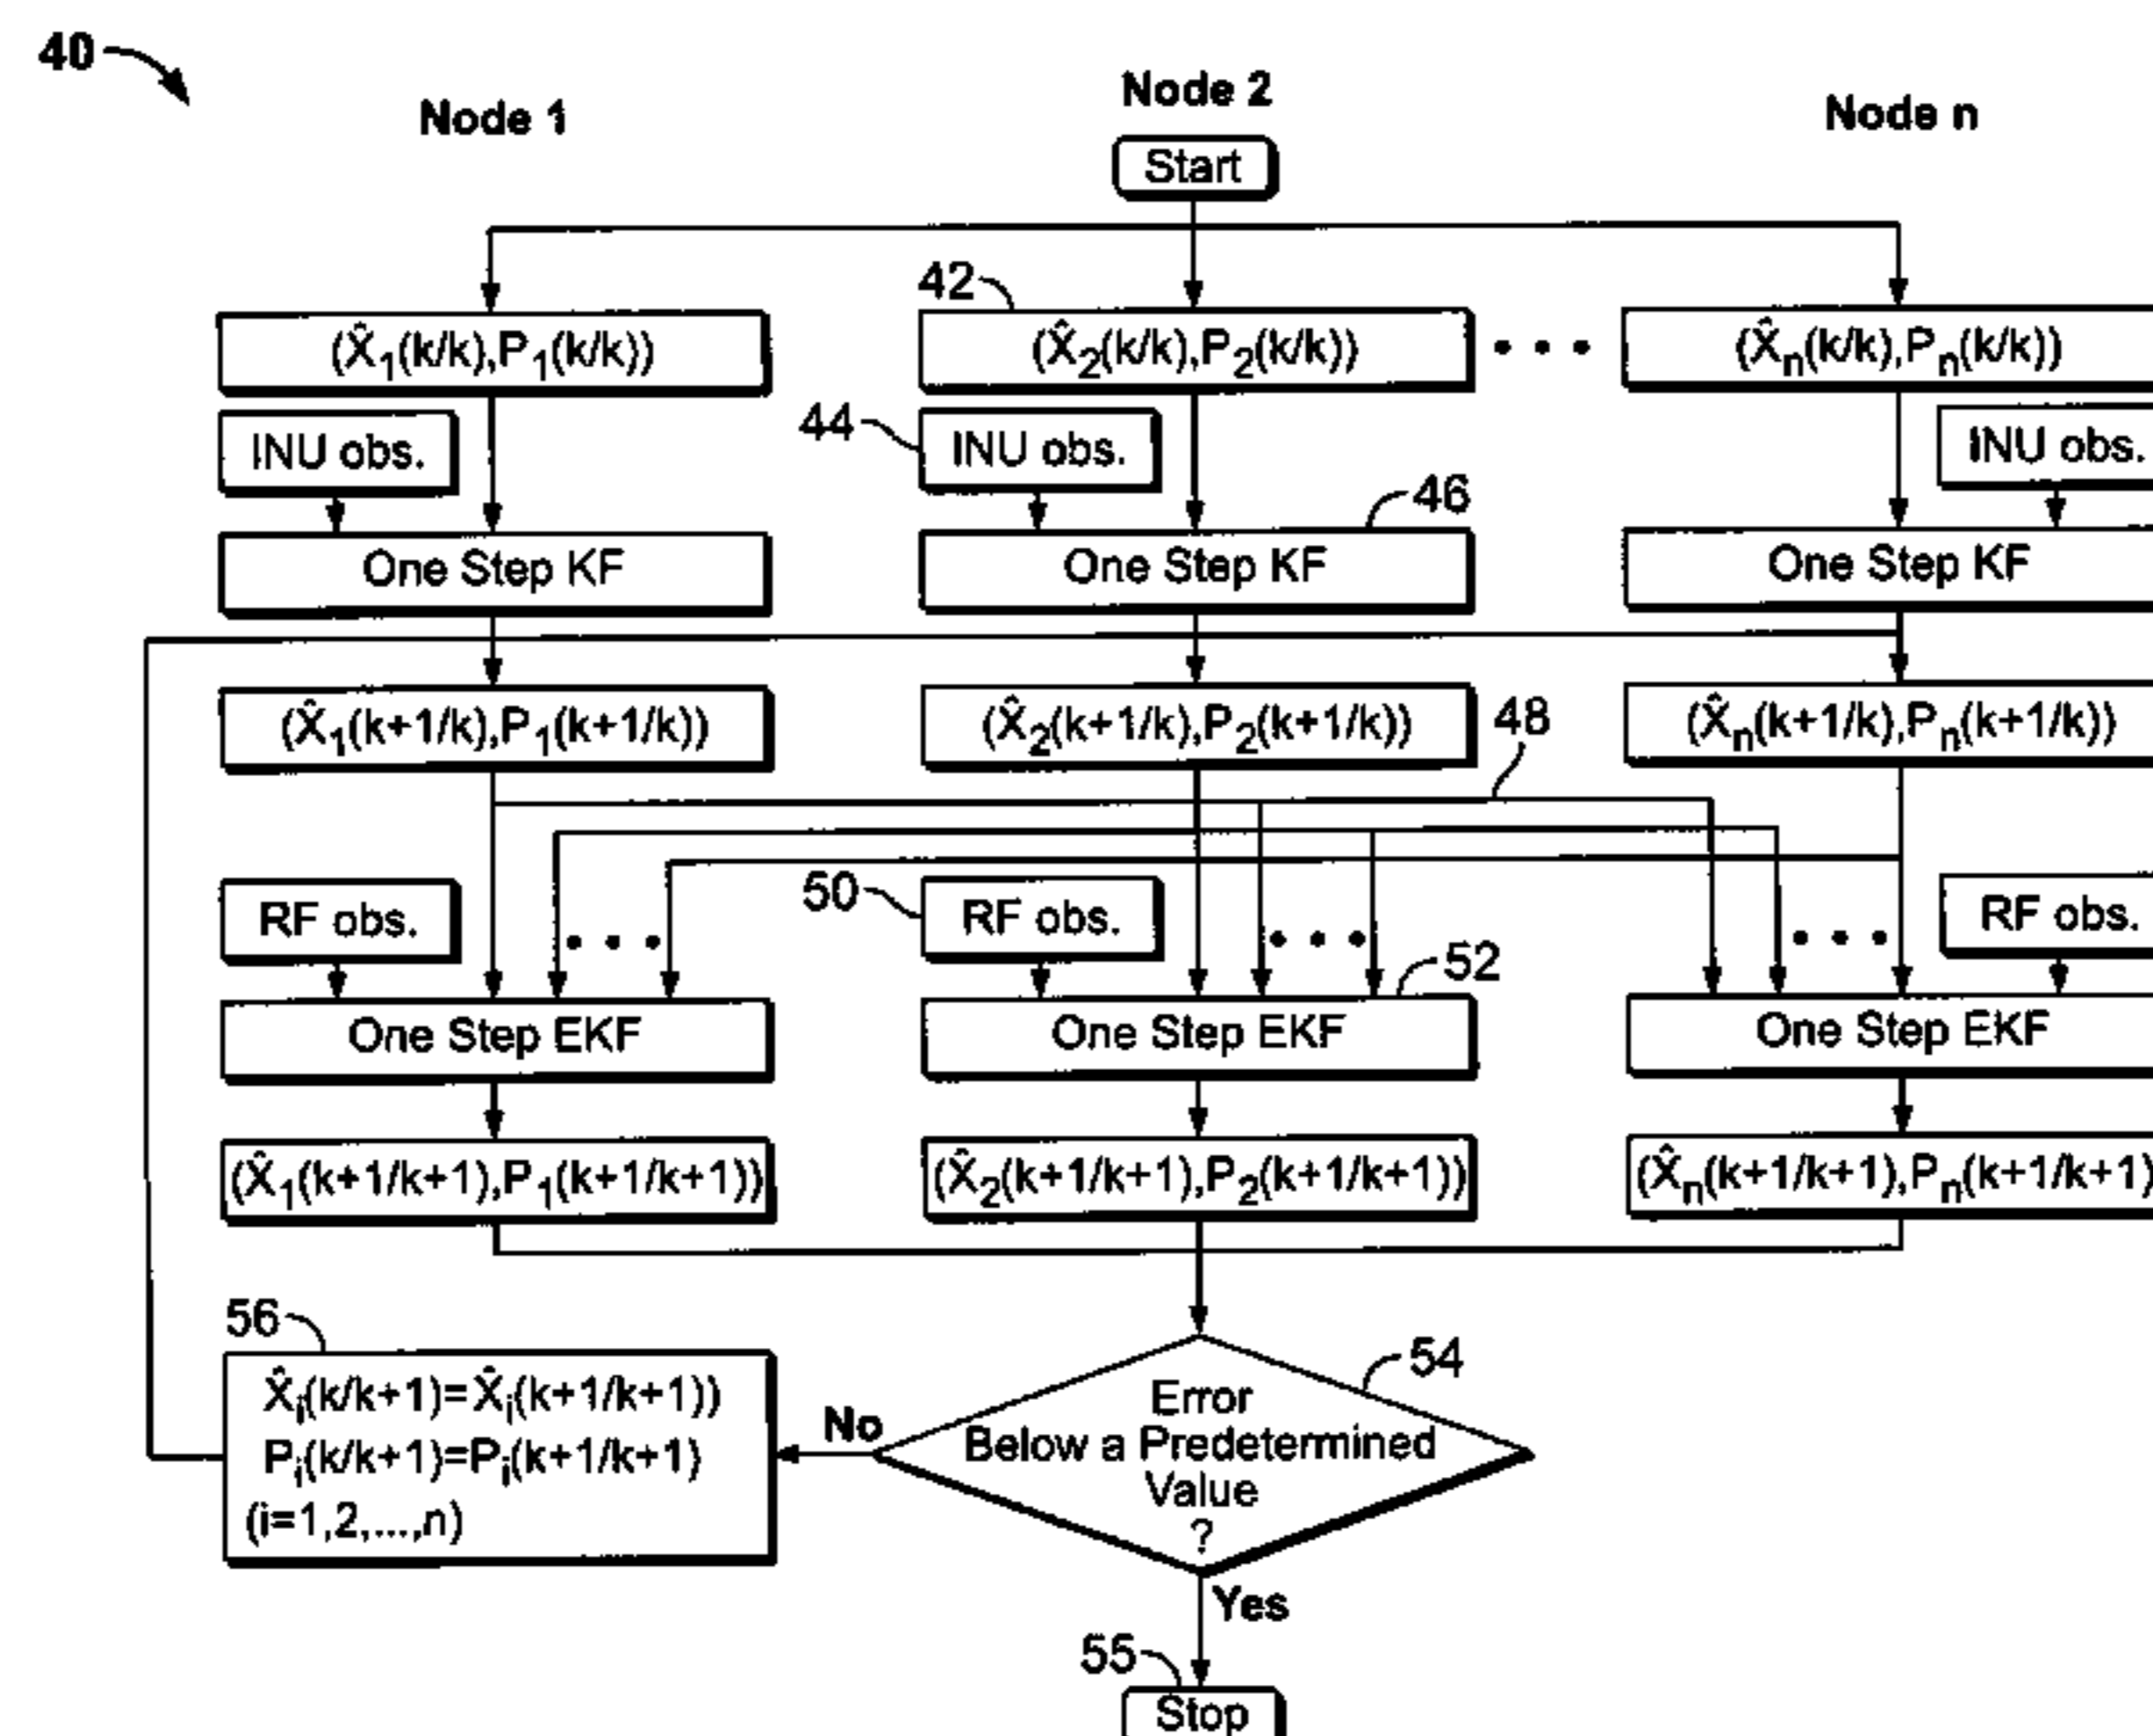 40
Node 1
Node 2
Node n
Start
42
(X̂₁(k/k),P₁(k/k))
(X̂₂(k/k),P₂(k/k))
• • •
(X̂ₙ(k/k),Pₙ(k/k))
INU obs.
44
INU obs.
INU obs.
46
One Step KF
One Step KF
One Step KF
(X̂₁(k+1/k),P₁(k+1/k))
(X̂₂(k+1/k),P₂(k+1/k))
48
(X̂ₙ(k+1/k),Pₙ(k+1/k))
RF obs.
• • •
50
RF obs.
• • •
• • •
RF obs.
52
One Step EKF
One Step EKF
One Step EKF
(X̂₁(k+1/k+1),P₁(k+1/k+1))
(X̂₂(k+1/k+1),P₂(k+1/k+1))
(X̂ₙ(k+1/k+1),Pₙ(k+1/k+1)
56
X̂ᵢ(k/k+1)=X̂ᵢ(k+1/k+1))
Pᵢ(k/k+1)=Pᵢ(k+1/k+1)
(i=1,2,...,n)
No
54
Error
Below a Predetermined
Value
?
Yes
55
Stop